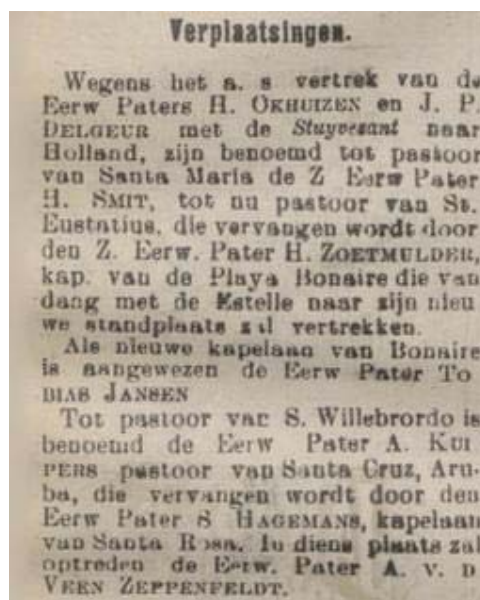 Verplaatsingen.
Wegens het a. s vertrek van de
Eerw Paters H. OKHUIZEN en J. P.
DELGEUR met de Stuyvesant naar
Holland, zijn benoemd tot pastoor
van Santa Maria de Z Eerw Pater
H. SMIT, tot nu pastoor van St.
Eustatius, die vervangen wordt door
den Z. Eerw. Pater H. ZOETMULDER,
kap. van de Playa Bonaire die van
dang met de Estelle naar zijn nieu
we standplaats zal vertrekken.
Als nieuwe kapelaan van Bonaire
is aangewezen de Eerw Pater TO
BIAS JANSEN
Tot pastoor van S. Willebrordo is
benoemd de Eerw Pater A. KUI
PERS pastoor van Santa Cruz, Aru-
ba, die vervangen wordt door den
Eerw Pater S HAGEMANS, kapelaan
van Santa Rosa. In diens plaats zal
optreden de Eerw. Pater A. V. D
VEEN ZEPPENFELDT.